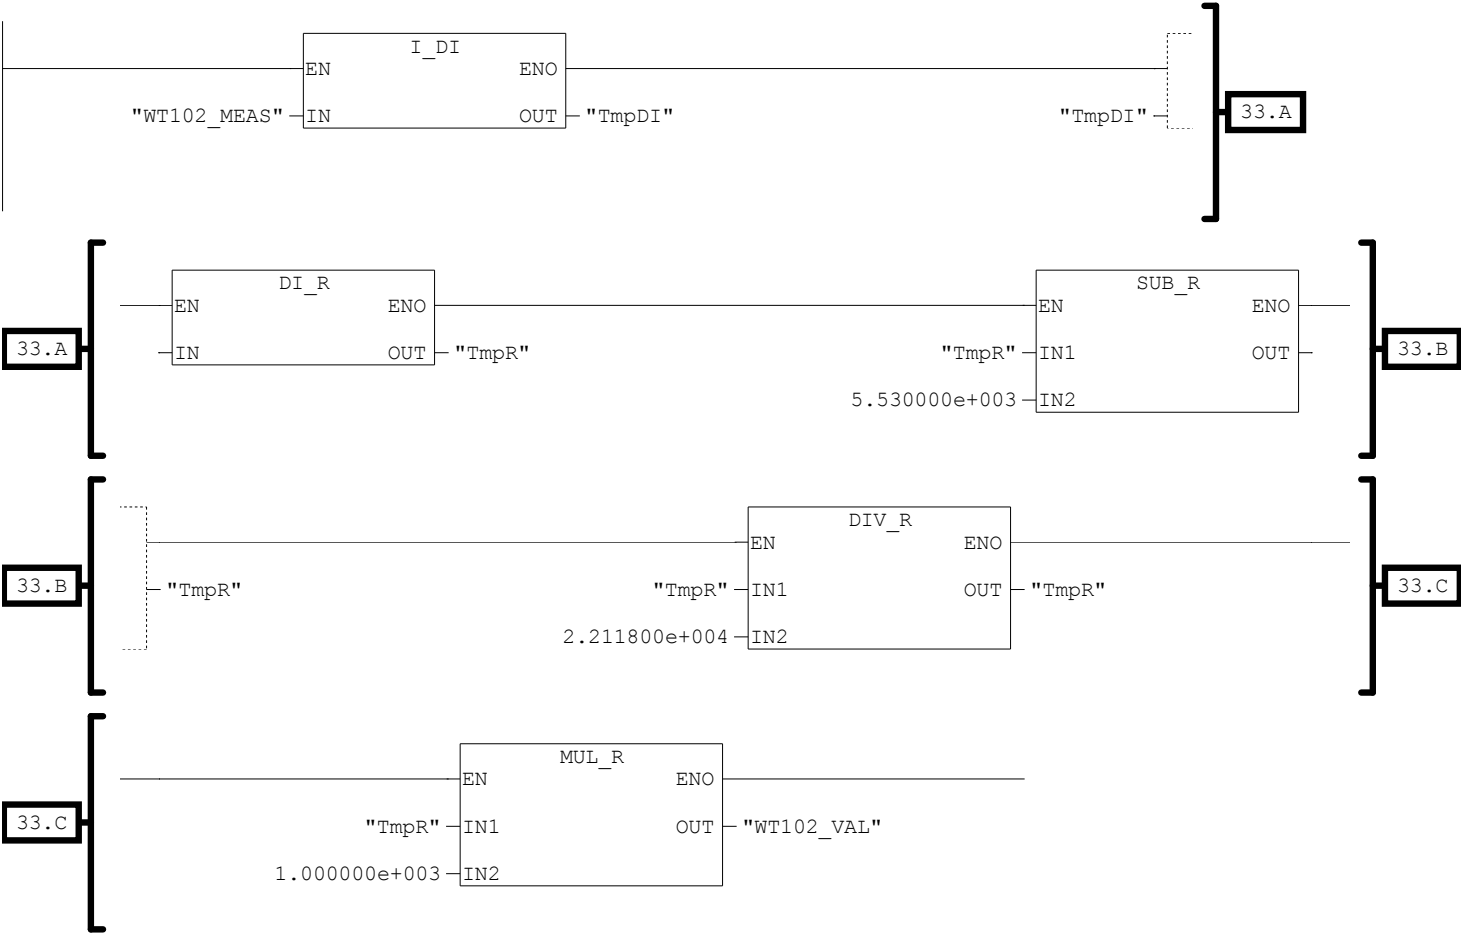 I_DI
EN ENO
"WT102_MEAS" IN OUT "TmpDI" "TmpDI" 33.A
DI_R SUB_R
EN ENO EN ENO
33.A IN OUT "TmpR" "TmpR" IN1 OUT 33.B
5.530000e+003 IN2
DIV_R
EN ENO
33.B "TmpR" "TmpR" IN1 OUT "TmpR" 33.C
2.211800e+004 IN2
MUL_R
EN ENO
33.C "TmpR" IN1 OUT "WT102_VAL"
1.000000e+003 IN2